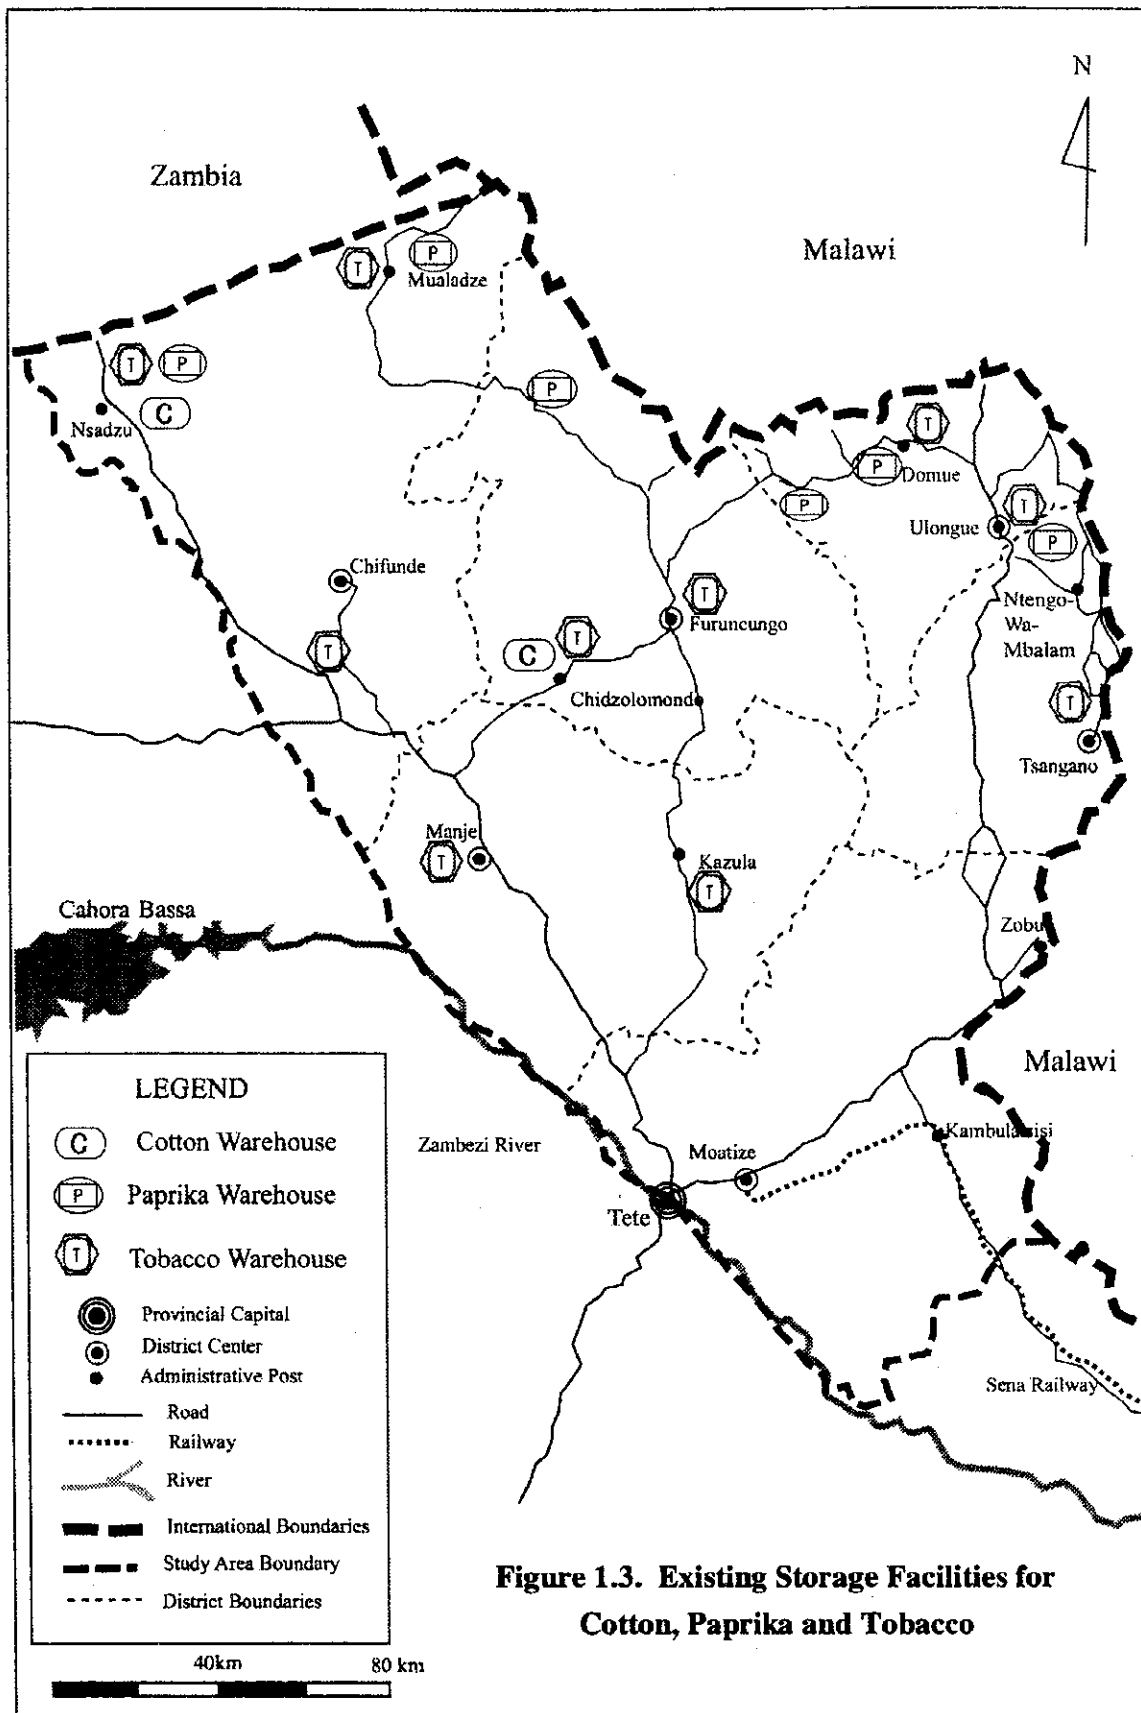 N
Zambia
Malawi
P
T
Mualadze
T
P
C
Nsadzu
P
T
P
Domue
P
T
Ulongue
P
Chifunde
T
Furuncungo
Ntengo-
Wa-
Mbalam
T
C
T
Chidzolomond
T
Tsangano
Manje
T
Kazula
T
Cahora Bassa
Zobu
Malawi
LEGEND
C Cotton Warehouse
P Paprika Warehouse
T Tobacco Warehouse
Provincial Capital
District Center
Administrative Post
Road
Railway
River
International Boundaries
Study Area Boundary
District Boundaries
Zambezi River
Moatize
Tete
Sena Railway
40km 80 km
Figure 1.3. Existing Storage Facilities for
Cotton, Paprika and Tobacco